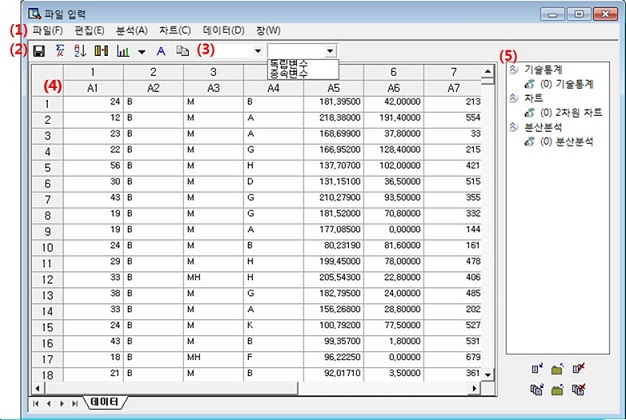 파일 입력
(1) 파일(F) 편집(E) 분석(A) 차트(C) 데이터(D) 창(W)
(2) (3)
독립변수
종속변수
(4)
1 2 3 6 7
A1 A2 A3 A4 A5 A6 A7
1 24 B M B 181,39500 42,00000 213
2 12 B M A 218,38000 191,40000 554
3 23 B M A 168,69900 37,80000 33
4 22 B M G 166,95200 128,40000 215
5 56 B M H 137,70700 102,00000 421
6 30 B M D 131,15100 36,50000 515
7 43 B M G 210,27900 93,50000 355
8 19 B M G 181,52000 70,80000 332
9 19 B M A 177,08500 0,00000 144
10 24 B M B 80,23190 81,60000 161
11 29 B M H 199,45000 78,00000 478
12 33 B MH H 205,54300 22,80000 406
13 38 B M G 182,79500 24,00000 485
14 33 B M A 156,26800 28,80000 202
15 24 B M K 100,79200 77,50000 527
16 43 B M B 99,35700 1,80000 531
17 18 B MH F 96,22250 0,00000 679
18 21 B M B 92,01710 3,50000 361
데이터
(5)
기술통계
(0) 기술통계
차트
(0) 2차원 차트
분산분석
(0) 분산분석